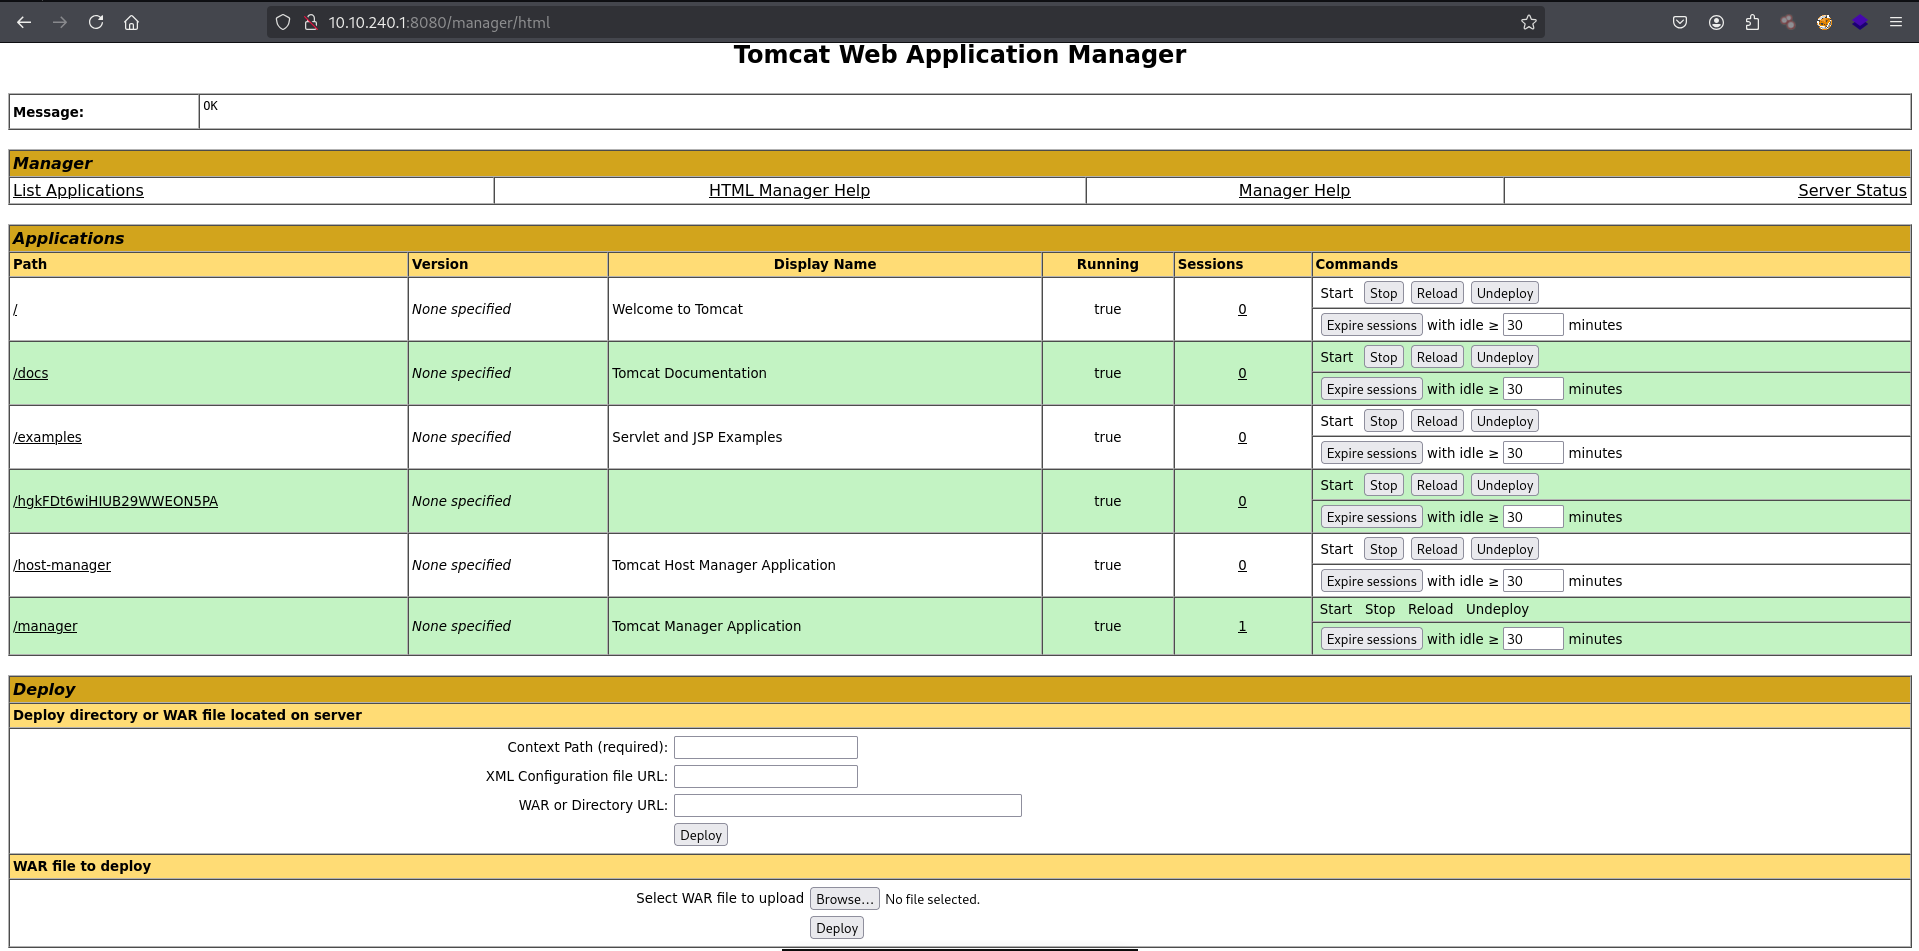 10.10.240.1:8080/manager/html
Tomcat Web Application Manager
Message: OK
Manager
List Applications HTML Manager Help Manager Help Server Status
Applications
Path Version Display Name Running Sessions Commands
/ None specified Welcome to Tomcat true 0 Start Stop Reload Undeploy
Expire sessions with idle ≥ 30 minutes
/docs None specified Tomcat Documentation true 0 Start Stop Reload Undeploy
Expire sessions with idle ≥ 30 minutes
/examples None specified Servlet and JSP Examples true 0 Start Stop Reload Undeploy
Expire sessions with idle ≥ 30 minutes
/hgkFDt6wiHIUB29WWEON5PA None specified true 0 Start Stop Reload Undeploy
Expire sessions with idle ≥ 30 minutes
/host-manager None specified Tomcat Host Manager Application true 0 Start Stop Reload Undeploy
Expire sessions with idle ≥ 30 minutes
/manager None specified Tomcat Manager Application true 1 Start Stop Reload Undeploy
Expire sessions with idle ≥ 30 minutes
Deploy
Deploy directory or WAR file located on server
Context Path (required):
XML Configuration file URL:
WAR or Directory URL:
Deploy
WAR file to deploy
Select WAR file to upload Browse... No file selected.
Deploy